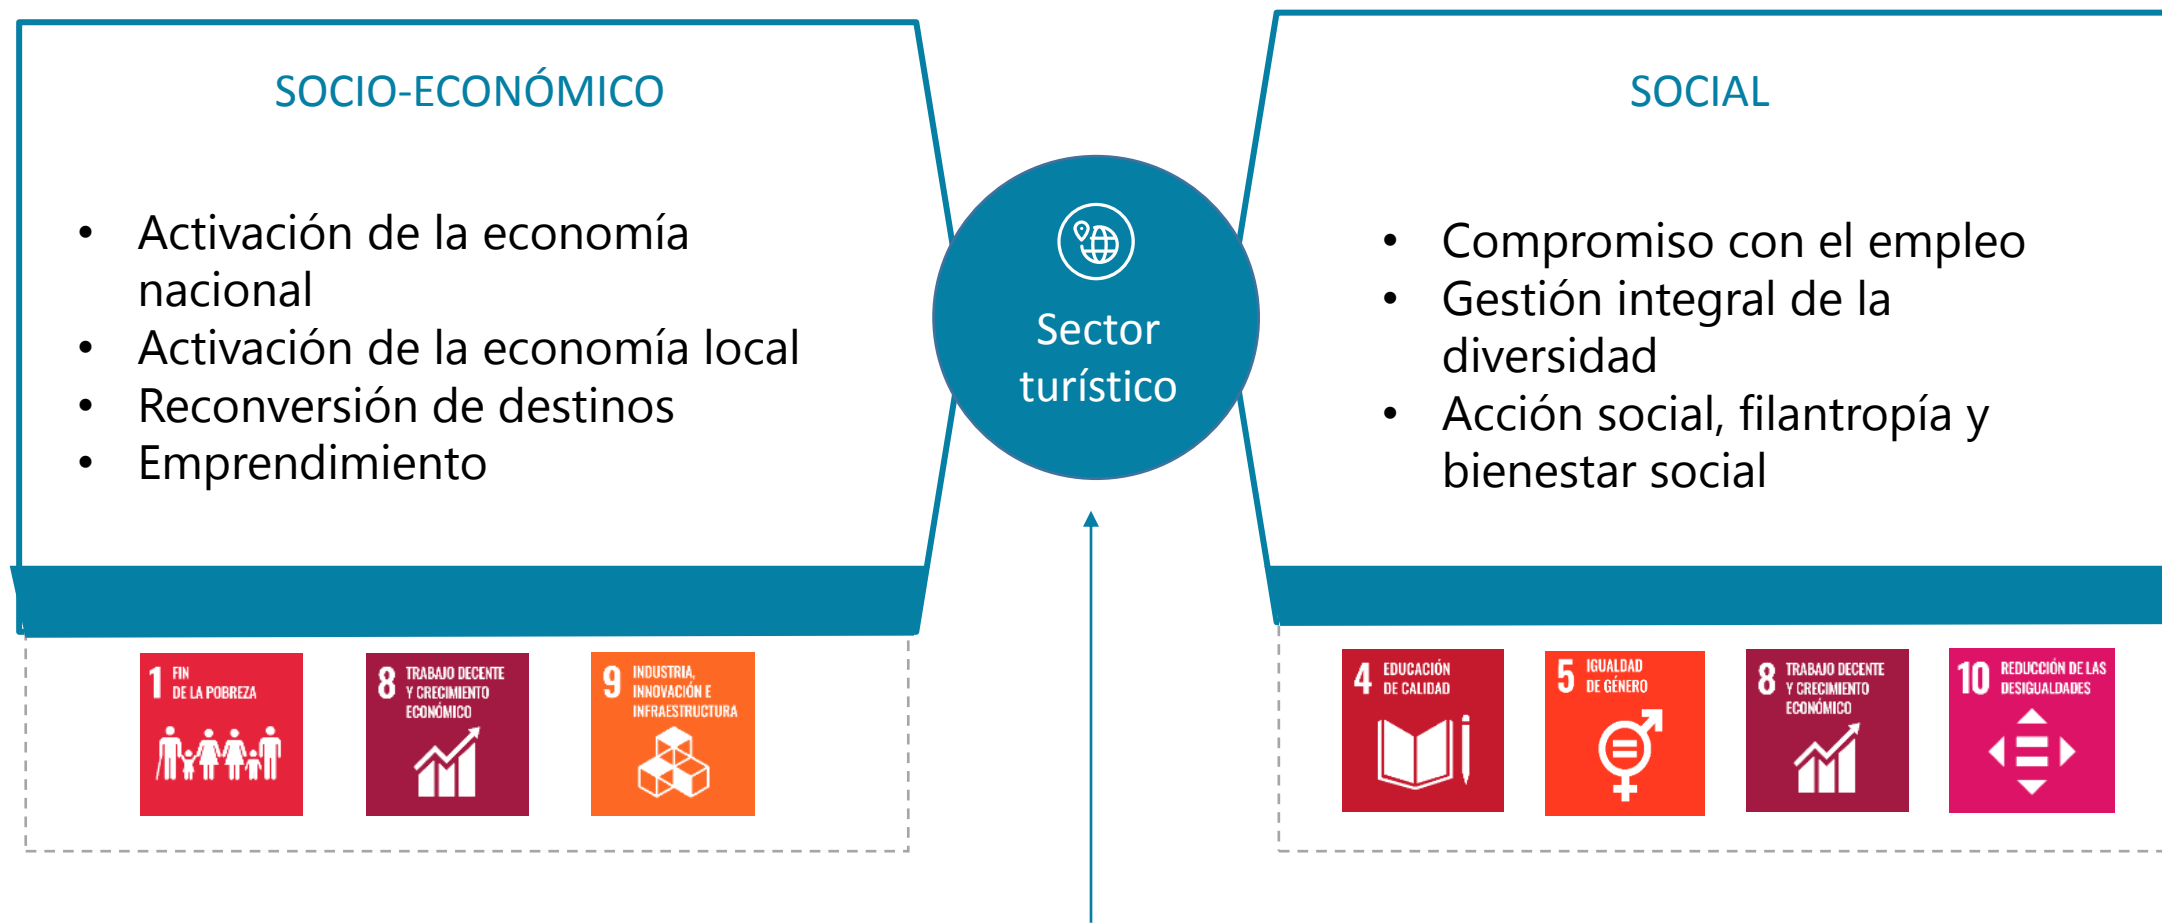 SOCIO-ECONÓMICO
• Activación de la economía
nacional
• Activación de la economía local
• Reconversión de destinos
• Emprendimiento
Sector
turístico
SOCIAL
• Compromiso con el empleo
• Gestión integral de la
diversidad
• Acción social, filantropía y
bienestar social
1 FIN
DE LA POBREZA
8 TRABAJO DECENTE
Y CRECIMIENTO
ECONÓMICO
9 INDUSTRIA,
INNOVACIÓN E
INFRAESTRUCTURA
4 EDUCACIÓN
DE CALIDAD
5 IGUALDAD
DE GÉNERO
8 TRABAJO DECENTE
Y CRECIMIENTO
ECONÓMICO
10 REDUCCIÓN DE LAS
DESIGUALDADES